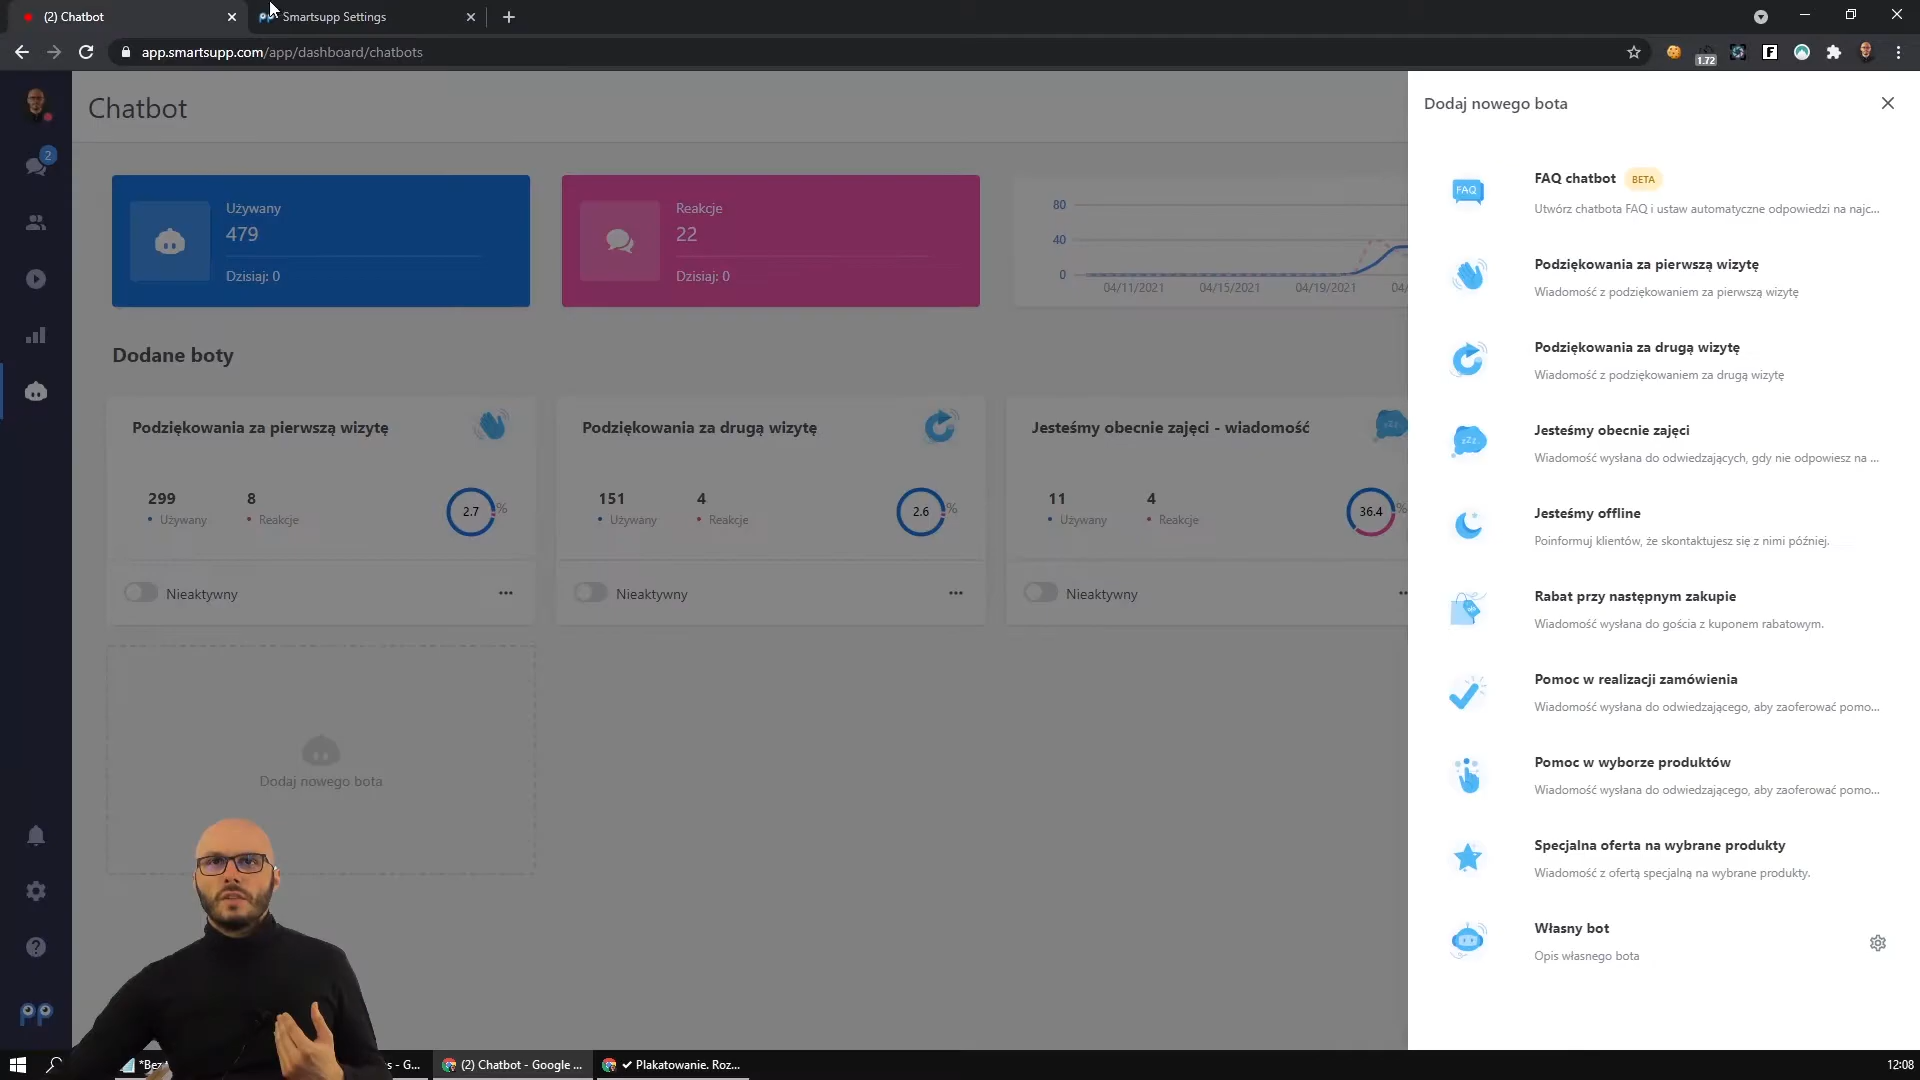 (2) Chatbot
Smartsupp Settings
app.smartsupp.com/app/dashboard/chatbots
1.72
Chatbot
2
Używany
479
Dzisiaj: 0
Reakcje
22
Dzisiaj: 0
80
40
0
04/11/2021
04/15/2021
04/19/2021
04/
Dodane boty
Podziękowania za pierwszą wizytę
299
8
Używany
Reakcje
2.7
%
Nieaktywny
Podziękowania za drugą wizytę
151
4
Używany
Reakcje
2.6
%
Nieaktywny
Jesteśmy obecnie zajęci - wiadomość
zZz
11
4
Używany
Reakcje
36.4
%
Nieaktywny
Dodaj nowego bota
Dodaj nowego bota
FAQ
FAQ chatbot BETA
Utwórz chatbota FAQ i ustaw automatyczne odpowiedzi na najc...
Podziękowania za pierwszą wizytę
Wiadomość z podziękowaniem za pierwszą wizytę
Podziękowania za drugą wizytę
Wiadomość z podziękowaniem za drugą wizytę
zZz
Jesteśmy obecnie zajęci
Wiadomość wysłana do odwiedzających, gdy nie odpowiesz na ...
Jesteśmy offline
Poinformuj klientów, że skontaktujesz się z nimi później.
Rabat przy następnym zakupie
Wiadomość wysłana do gościa z kuponem rabatowym.
Pomoc w realizacji zamówienia
Wiadomość wysłana do odwiedzającego, aby zaoferować pomo...
Pomoc w wyborze produktów
Wiadomość wysłana do odwiedzającego, aby zaoferować pomo...
Specjalna oferta na wybrane produkty
Wiadomość z ofertą specjalną na wybrane produkty.
Własny bot
Opis własnego bota
*Bez
s - G...
(2) Chatbot - Google ...
✓ Plakatowanie. Roz...
12:08